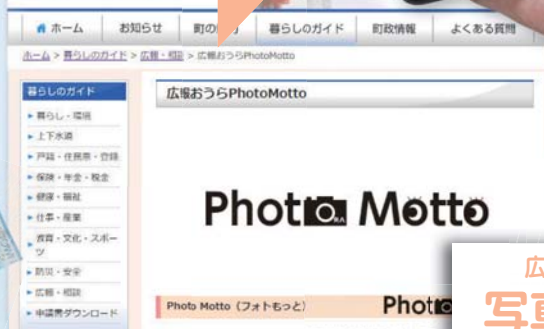 ホーム お知らせ 町の 暮らしのガイド 町政情報 よくある質問
ホーム > 暮らしのガイド > 広報・相談 > 広報おうらPhotoMotto
暮らしのガイド
広報おうらPhotoMotto
暮らし・環境
上下水道
戸籍・住民票・登録
保険・年金・税金
健康・福祉
仕事・産業
教育・文化・スポーツ
防災・安全
広報・相談
申請書ダウンロード
Photo Motto
Photo Motto (フォトもっと)
Photo
広
写真